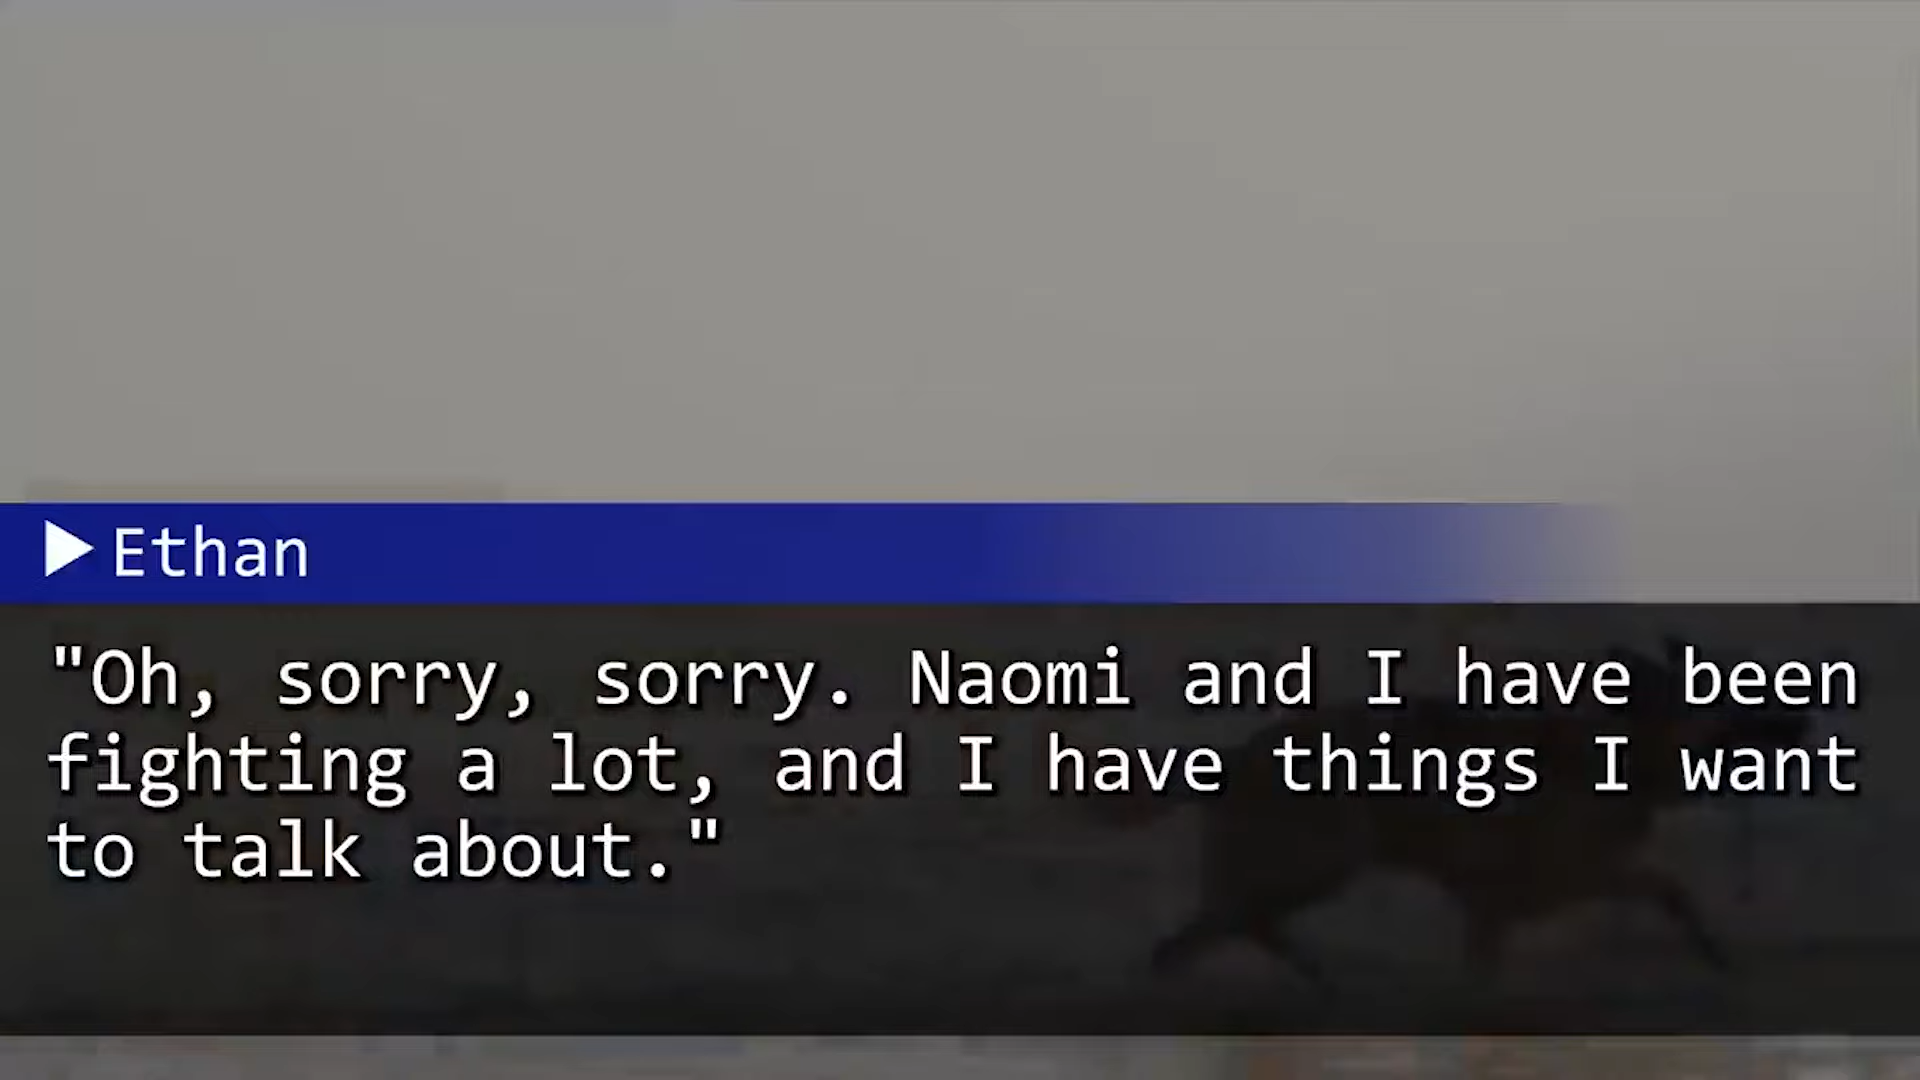 ▶Ethan
"Oh, sorry, sorry. Naomi and I have been
fighting a lot, and I have things I want
to talk about."